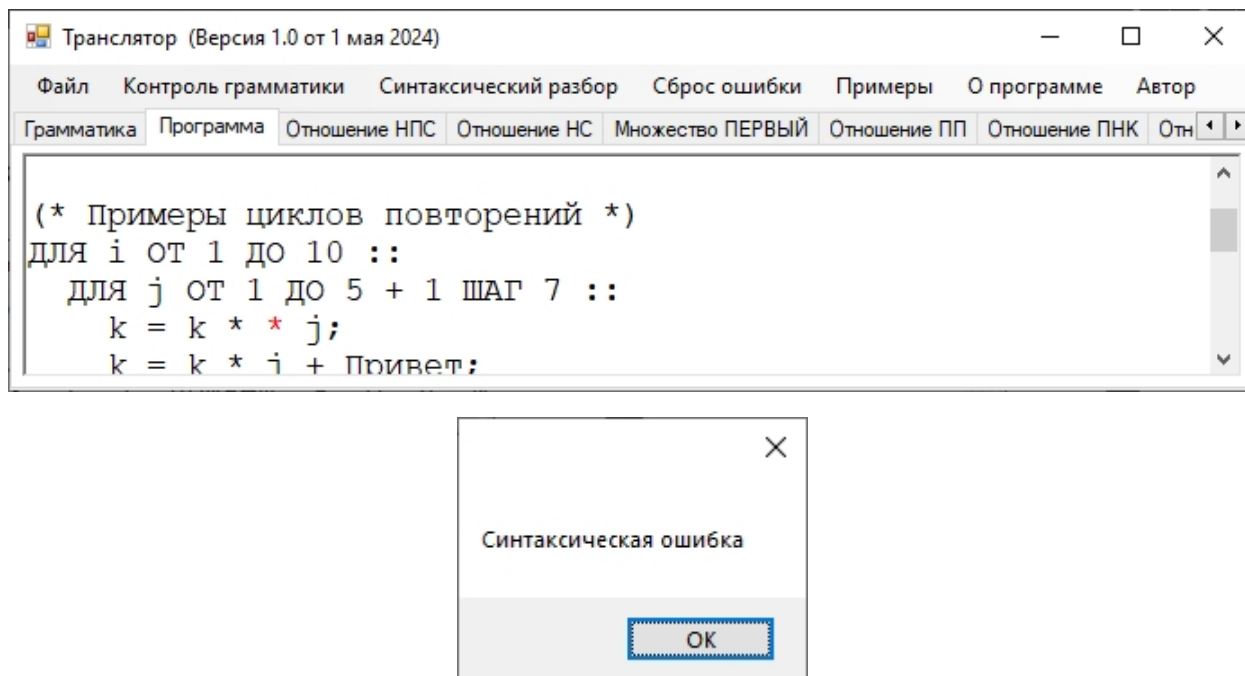 Транслятор (Версия 1.0 от 1 мая 2024)
Файл Контроль грамматики Синтаксический разбор Сброс ошибки Примеры О программе Автор
Грамматика Программа Отношение НПС Отношение НС Множество ПЕРВЫЙ Отношение ПП Отношение ПНК Отн
(* Примеры циклов повторений *)
ДЛЯ i ОТ 1 ДО 10 ::
ДЛЯ j ОТ 1 ДО 5 + 1 ШАГ 7 ::
k = k * * j;
k = k * j + Привет;
Синтаксическая ошибка
OK